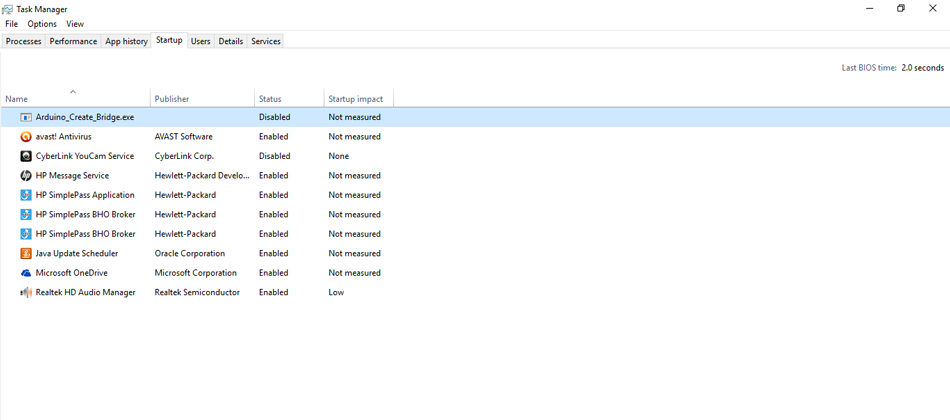 Task Manager
File Options View
Processes Performance App history Startup Users Details Services
Last BIOS time: 2.0 seconds
Name Publisher Status Startup impact
Arduino_Create_Bridge.exe Disabled Not measured
avast! Antivirus AVAST Software Enabled Not measured
CyberLink YouCam Service CyberLink Corp. Disabled None
HP Message Service Hewlett-Packard Develo... Enabled Not measured
HP SimplePass Application Hewlett-Packard Enabled Not measured
HP SimplePass BHO Broker Hewlett-Packard Enabled Not measured
HP SimplePass BHO Broker Hewlett-Packard Enabled Not measured
Java Update Scheduler Oracle Corporation Enabled Not measured
Microsoft OneDrive Microsoft Corporation Enabled Not measured
Realtek HD Audio Manager Realtek Semiconductor Enabled Low